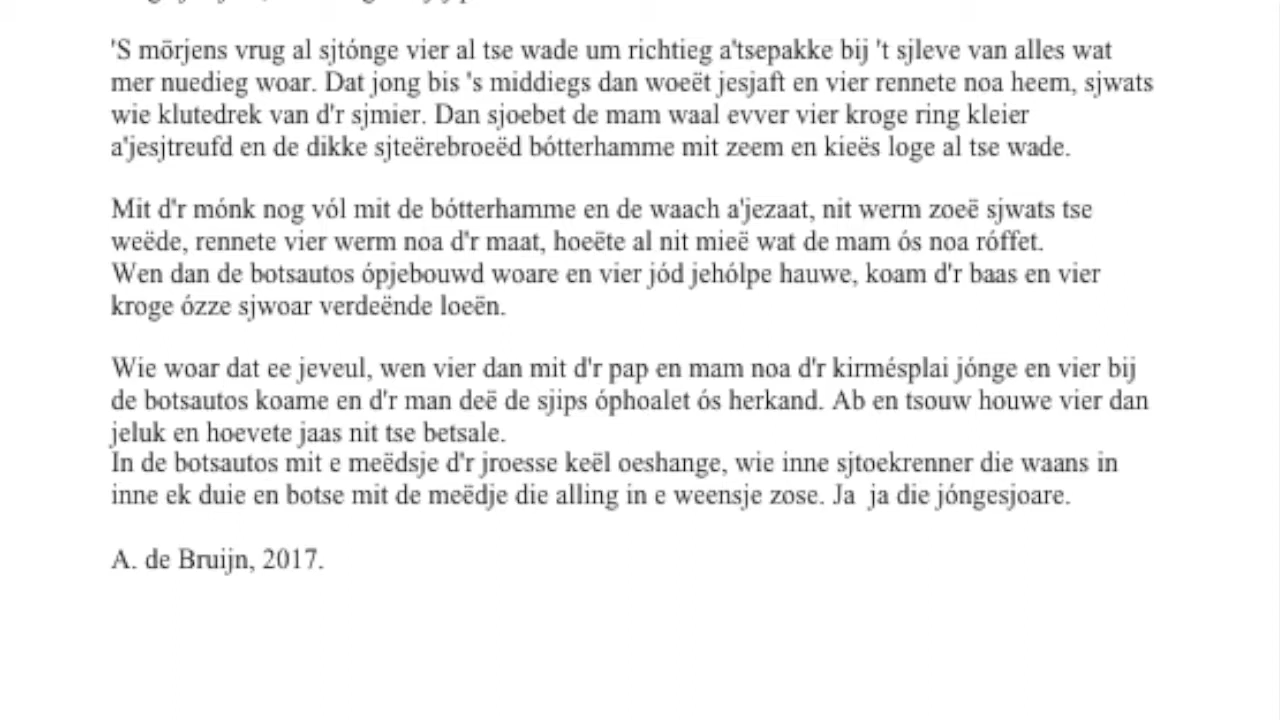 'S mörjens vrug al sjtónge vier al tse wade um richtieg a'tsepakke bij 't sjleve van alles wat
mer nuedieg woar. Dat jong bis 's middiegs dan woeët jesjaft en vier rennete noa heem, sjwats
wie klutedrek van d'r sjmier. Dan sjoebet de mam waal evver vier kroge ring kleier
a'jesjtreufd en de dikke sjteërebroeëd bótterhamme mit zeem en kieës loge al tse wade.
Mit d'r mónk nog vól mit de bótterhamme en de waach a'jezaat, nit werm zoeë sjwats tse
weëde, rennete vier werm noa d'r maat, hoeëte al nit mieë wat de mam ós noa róffet.
Wen dan de botsautos ópjebouwd woare en vier jód jehólpe hauwe, koam d'r baas en vier
kroge ózze sjwoar verdeënde loeën.
Wie woar dat ee jeveul, wen vier dan mit d'r pap en mam noa d'r kirmésplai jónge en vier bij
de botsautos koame en d'r man deë de sjips óphoalet ós herkand. Ab en tsouw houwe vier dan
jeluk en hoevete jaas nit tse betsale.
In de botsautos mit e meëdsje d'r jroesse keël oeshange, wie inne sjtoekrenner die waans in
inne ek duie en botse mit de meëdje die alling in e weensje zose. Ja  ja die jóngesjoare.
A. de Bruijn, 2017.